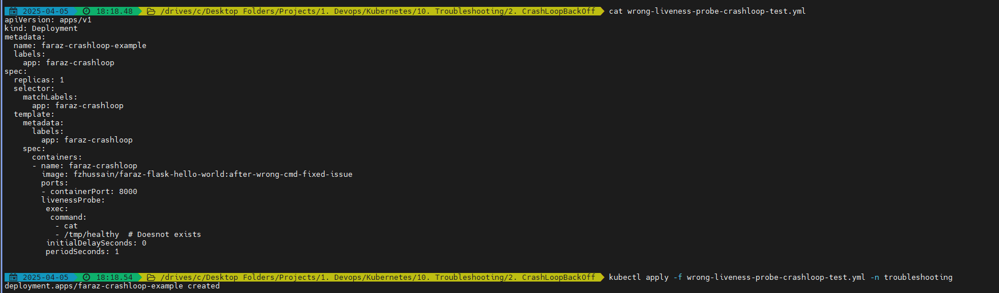 2025-04-05 18:18.48 /drives/c/Desktop Folders/Projects/1. Devops/Kubernetes/10. Troubleshooting/2. CrashLoopBackOff cat wrong-liveness-probe-crashloop-test.yml
apiVersion: apps/v1
kind: Deployment
metadata:
  name: faraz-crashloop-example
  labels:
    app: faraz-crashloop
spec:
  replicas: 1
  selector:
    matchLabels:
      app: faraz-crashloop
  template:
    metadata:
      labels:
        app: faraz-crashloop
    spec:
      containers:
      - name: faraz-crashloop
        image: fzhussain/faraz-flask-hello-world:after-wrong-cmd-fixed-issue
        ports:
        - containerPort: 8000
        livenessProbe:
         exec:
          command:
           - cat
           - /tmp/healthy  # Doesnot exists
         initialDelaySeconds: 0
         periodSeconds: 1
2025-04-05 18:18.54 /drives/c/Desktop Folders/Projects/1. Devops/Kubernetes/10. Troubleshooting/2. CrashLoopBackOff kubectl apply -f wrong-liveness-probe-crashloop-test.yml -n troubleshooting
deployment.apps/faraz-crashloop-example created